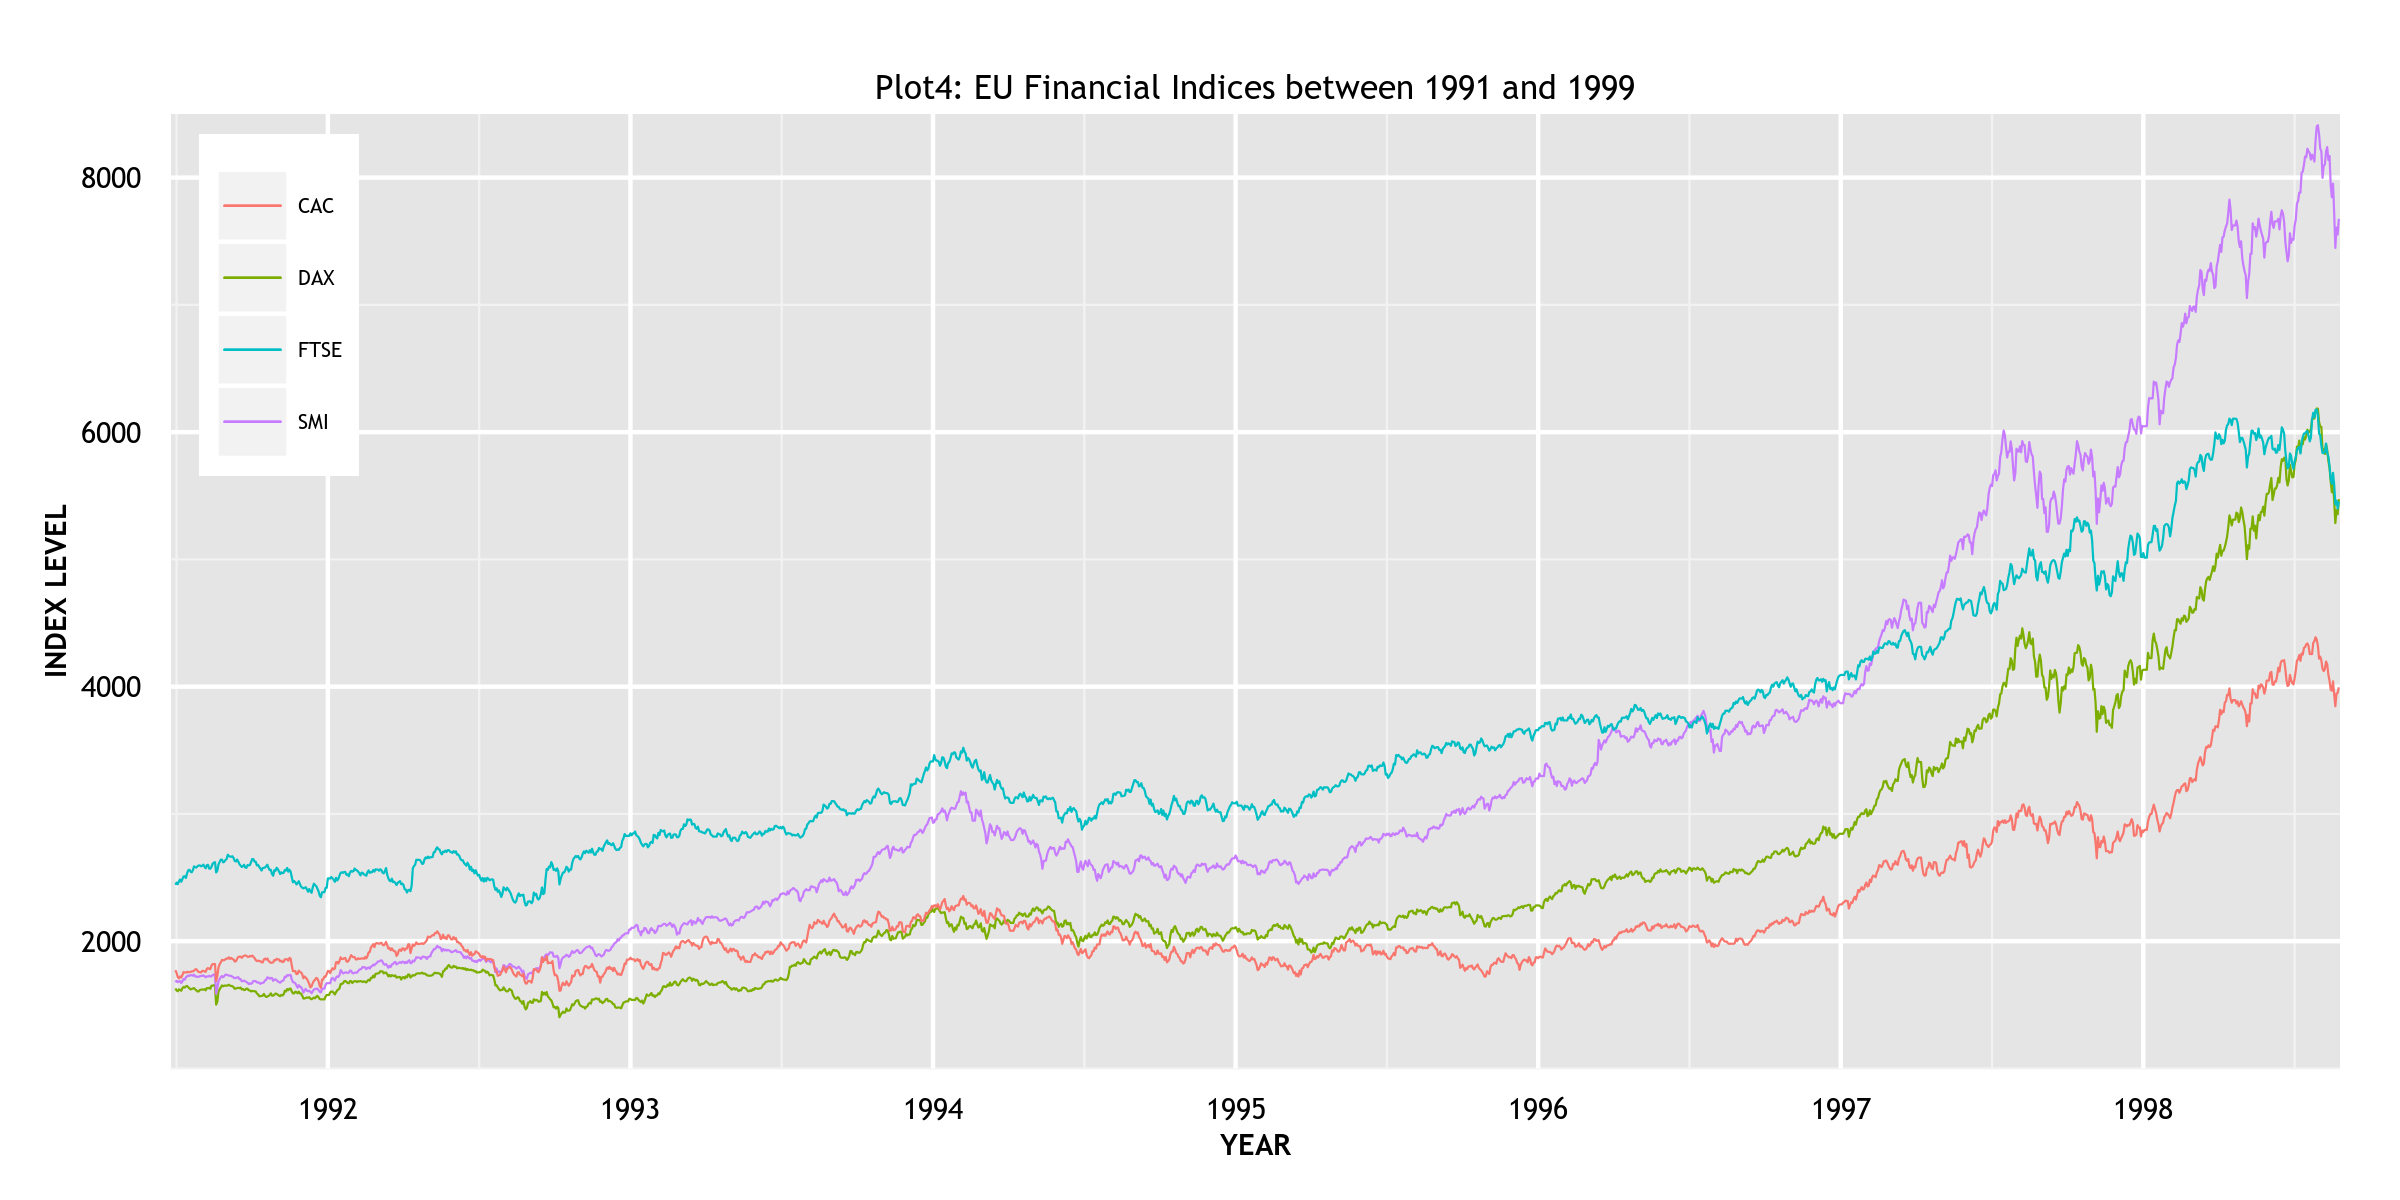 Plot4: EU Financial Indices between 1991 and 1999
8000
6000
4000
2000
INDEX LEVEL
CAC
DAX
FTSE
SMI
1992 1993 1994 1995 1996 1997 1998
YEAR